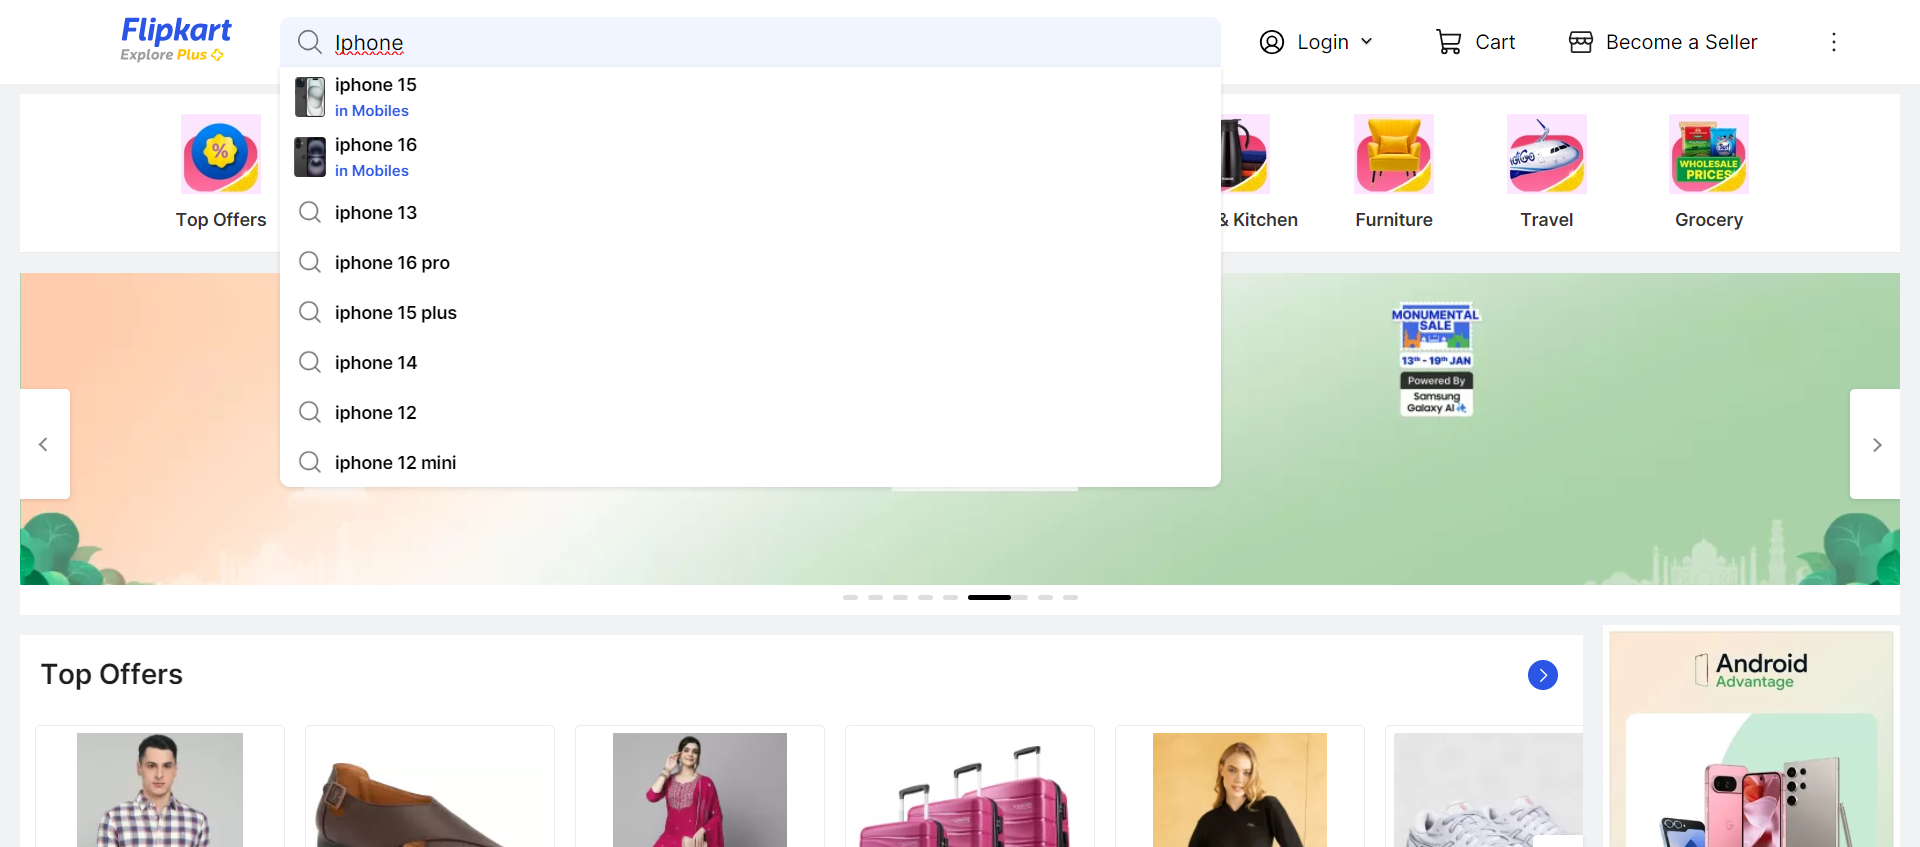 Flipkart
Explore Plus
Iphone
Login
Cart
Become a Seller
iphone 15
in Mobiles
iphone 16
in Mobiles
iphone 13
iphone 16 pro
iphone 15 plus
iphone 14
iphone 12
iphone 12 mini
%
Top Offers
& Kitchen
Furniture
IndiGo
Travel
WHOLESALE
PRICES
Grocery
MONUMENTAL
SALE
13th - 19th JAN
Powered By
Samsung
Galaxy AI
Top Offers
Android
Advantage